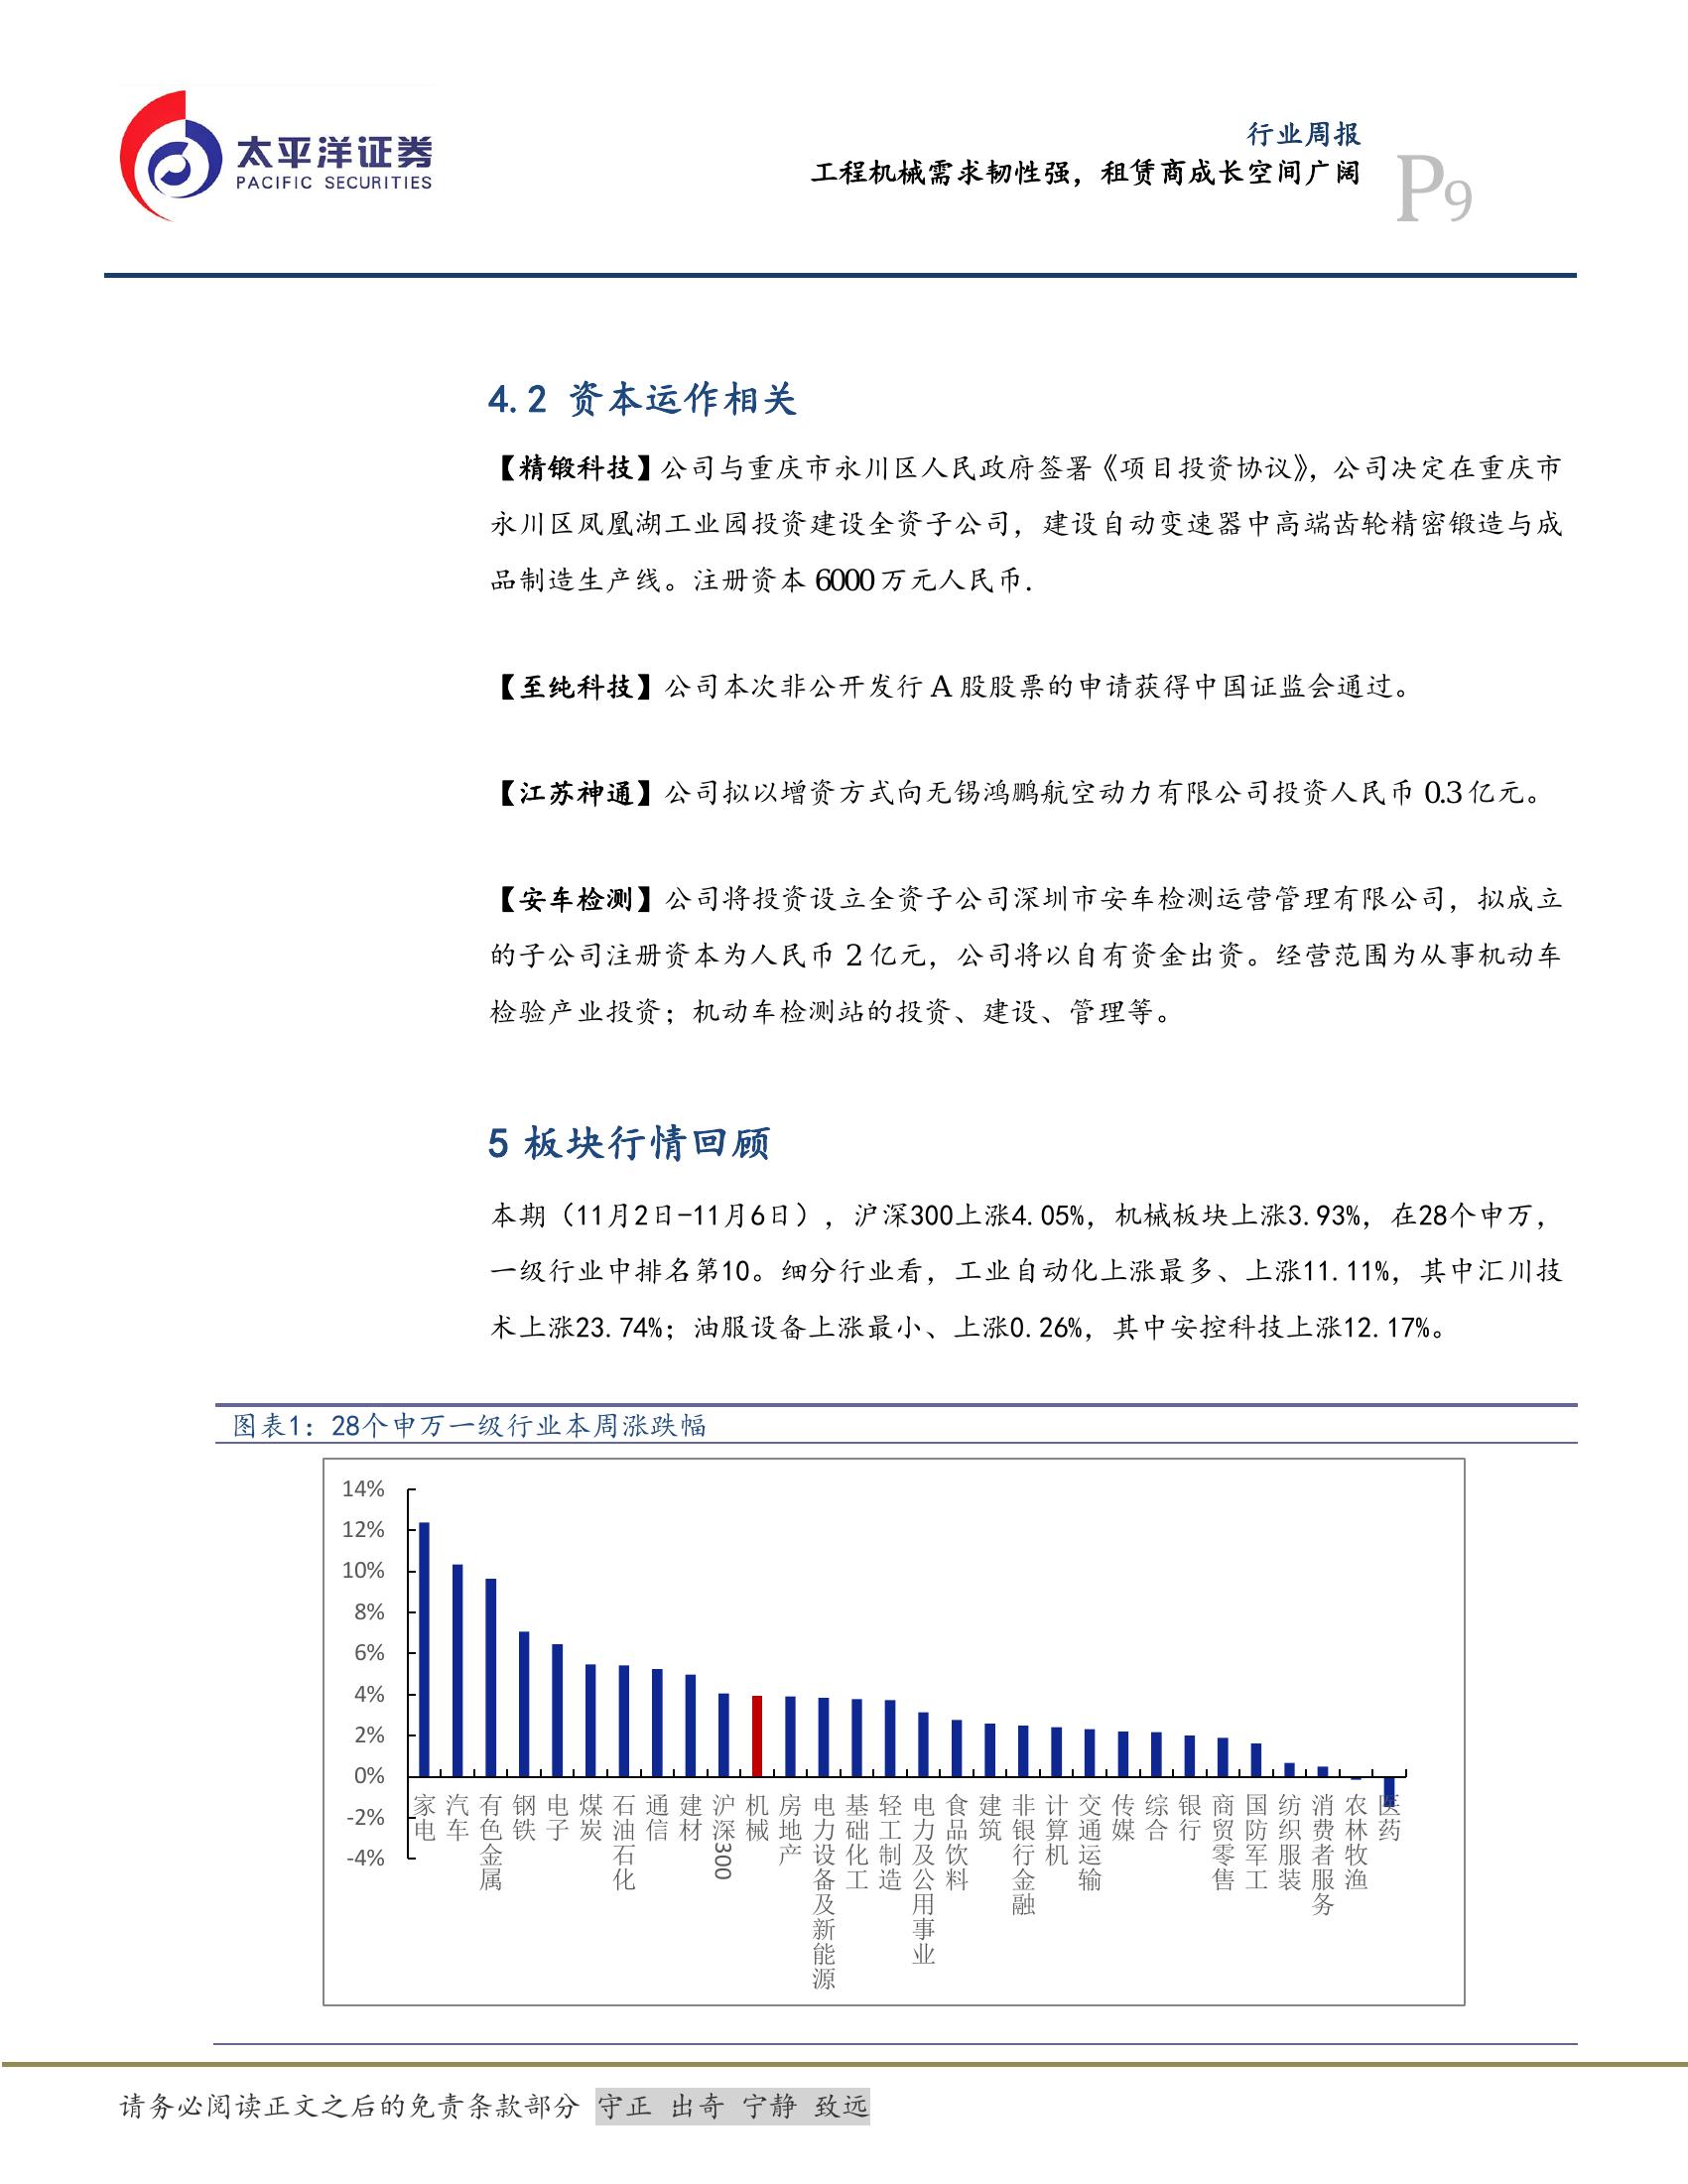 太平洋证券
PACIFIC SECURITIES
行业周报
工程机械需求韧性强，租赁商成长空间广阔
P9
4.2 资本运作相关
【精锻科技】公司与重庆市永川区人民政府签署《项目投资协议》，公司决定在重庆市
永川区凤凰湖工业园投资建设全资子公司，建设自动变速器中高端齿轮精密锻造与成
品制造生产线。注册资本 6000 万元人民币.
【至纯科技】公司本次非公开发行 A 股股票的申请获得中国证监会通过。
【江苏神通】公司拟以增资方式向无锡鸿鹏航空动力有限公司投资人民币 0.3 亿元。
【安车检测】公司将投资设立全资子公司深圳市安车检测运营管理有限公司，拟成立
的子公司注册资本为人民币 2 亿元，公司将以自有资金出资。经营范围为从事机动车
检验产业投资；机动车检测站的投资、建设、管理等。
5 板块行情回顾
本期（11月2日-11月6日），沪深300上涨4.05%，机械板块上涨3.93%，在28个申万，
一级行业中排名第10。细分行业看，工业自动化上涨最多、上涨11.11%，其中汇川技
术上涨23.74%；油服设备上涨最小、上涨0.26%，其中安控科技上涨12.17%。
图表1：28个申万一级行业本周涨跌幅
14%
12%
10%
8%
6%
4%
2%
0%
-2%
-4%
家电
汽车
有色金属
钢铁
电子
煤炭
石油石化
通信
建材
沪深300
机械
房地产
电力设备及新能源
基础化工
轻工制造
电力及公用事业
食品饮料
建筑
非银行金融
计算机
交通运输
传媒
综合
银行
商贸零售
国防军工
纺织服装
消费者服务
农林牧渔
医药
请务必阅读正文之后的免责条款部分 守正 出奇 宁静 致远